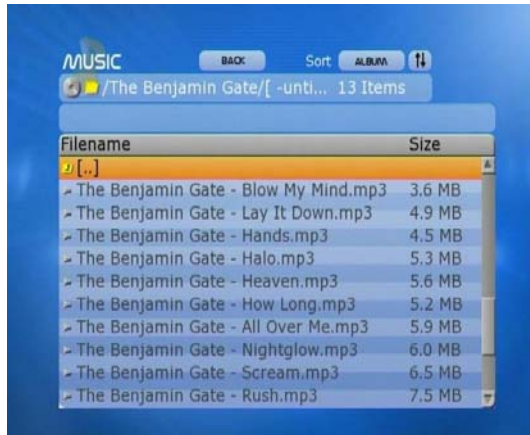 MUSIC BACK Sort ALBUM
/The Benjamin Gate/[ -unti... 13 Items
Filename Size
[..]
The Benjamin Gate - Blow My Mind.mp3 3.6 MB
The Benjamin Gate - Lay It Down.mp3 4.9 MB
The Benjamin Gate - Hands.mp3 4.5 MB
The Benjamin Gate - Halo.mp3 5.3 MB
The Benjamin Gate - Heaven.mp3 5.6 MB
The Benjamin Gate - How Long.mp3 5.2 MB
The Benjamin Gate - All Over Me.mp3 5.9 MB
The Benjamin Gate - Nightglow.mp3 6.0 MB
The Benjamin Gate - Scream.mp3 6.5 MB
The Benjamin Gate - Rush.mp3 7.5 MB